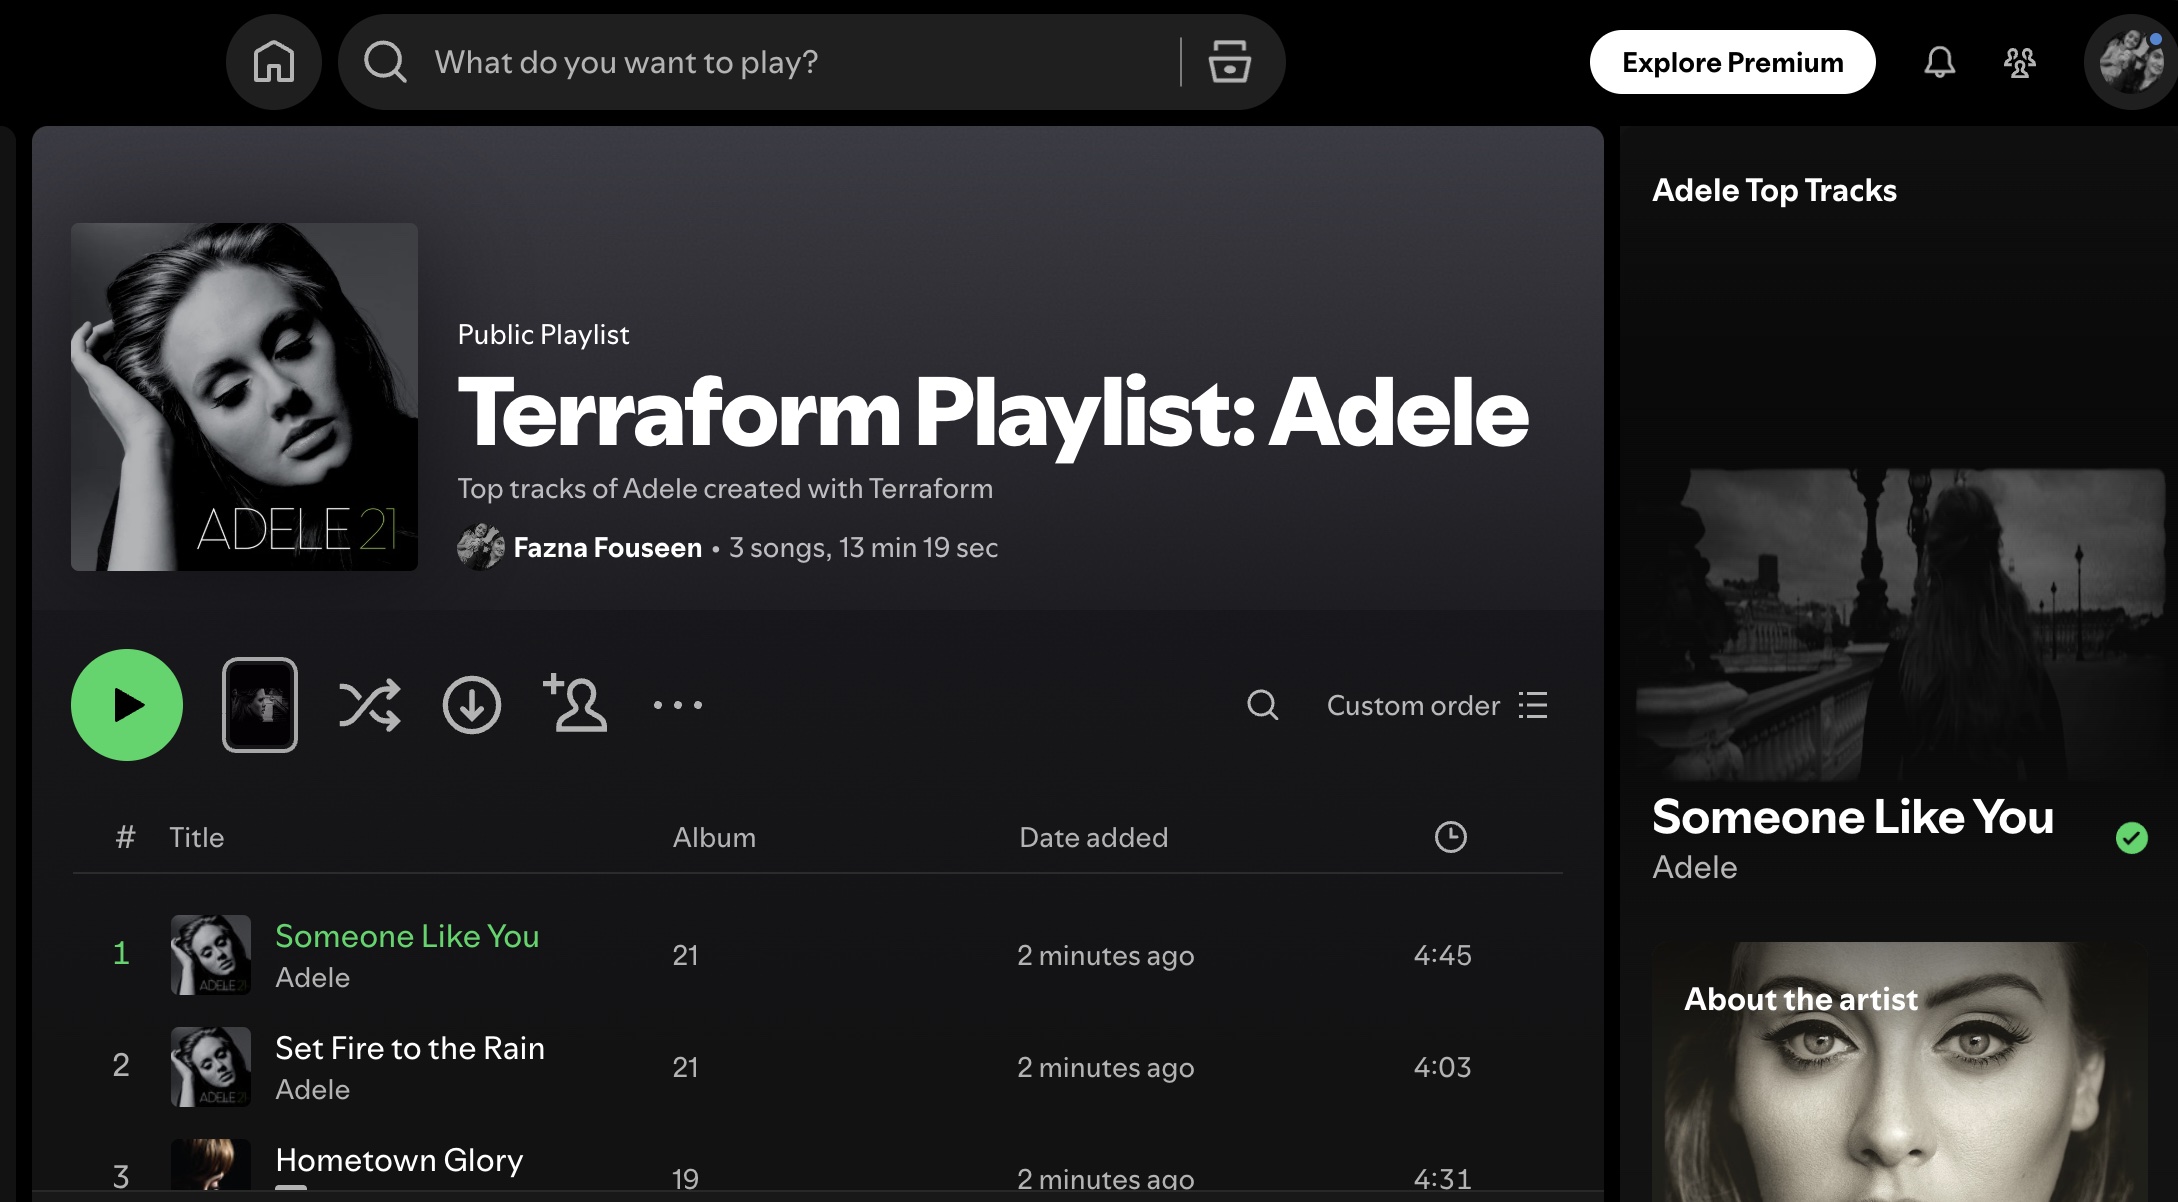 What do you want to play?
Explore Premium
Public Playlist
Terraform Playlist: Adele
Top tracks of Adele created with Terraform
Fazna Fouseen • 3 songs, 13 min 19 sec
ADELE 21
Custom order
# Title Album Date added
1 Someone Like You 21 2 minutes ago 4:45
Adele
ADELE 21
2 Set Fire to the Rain 21 2 minutes ago 4:03
Adele
ADELE 21
3 Hometown Glory 19 2 minutes ago 4:31
Adele Top Tracks
Someone Like You
Adele
About the artist